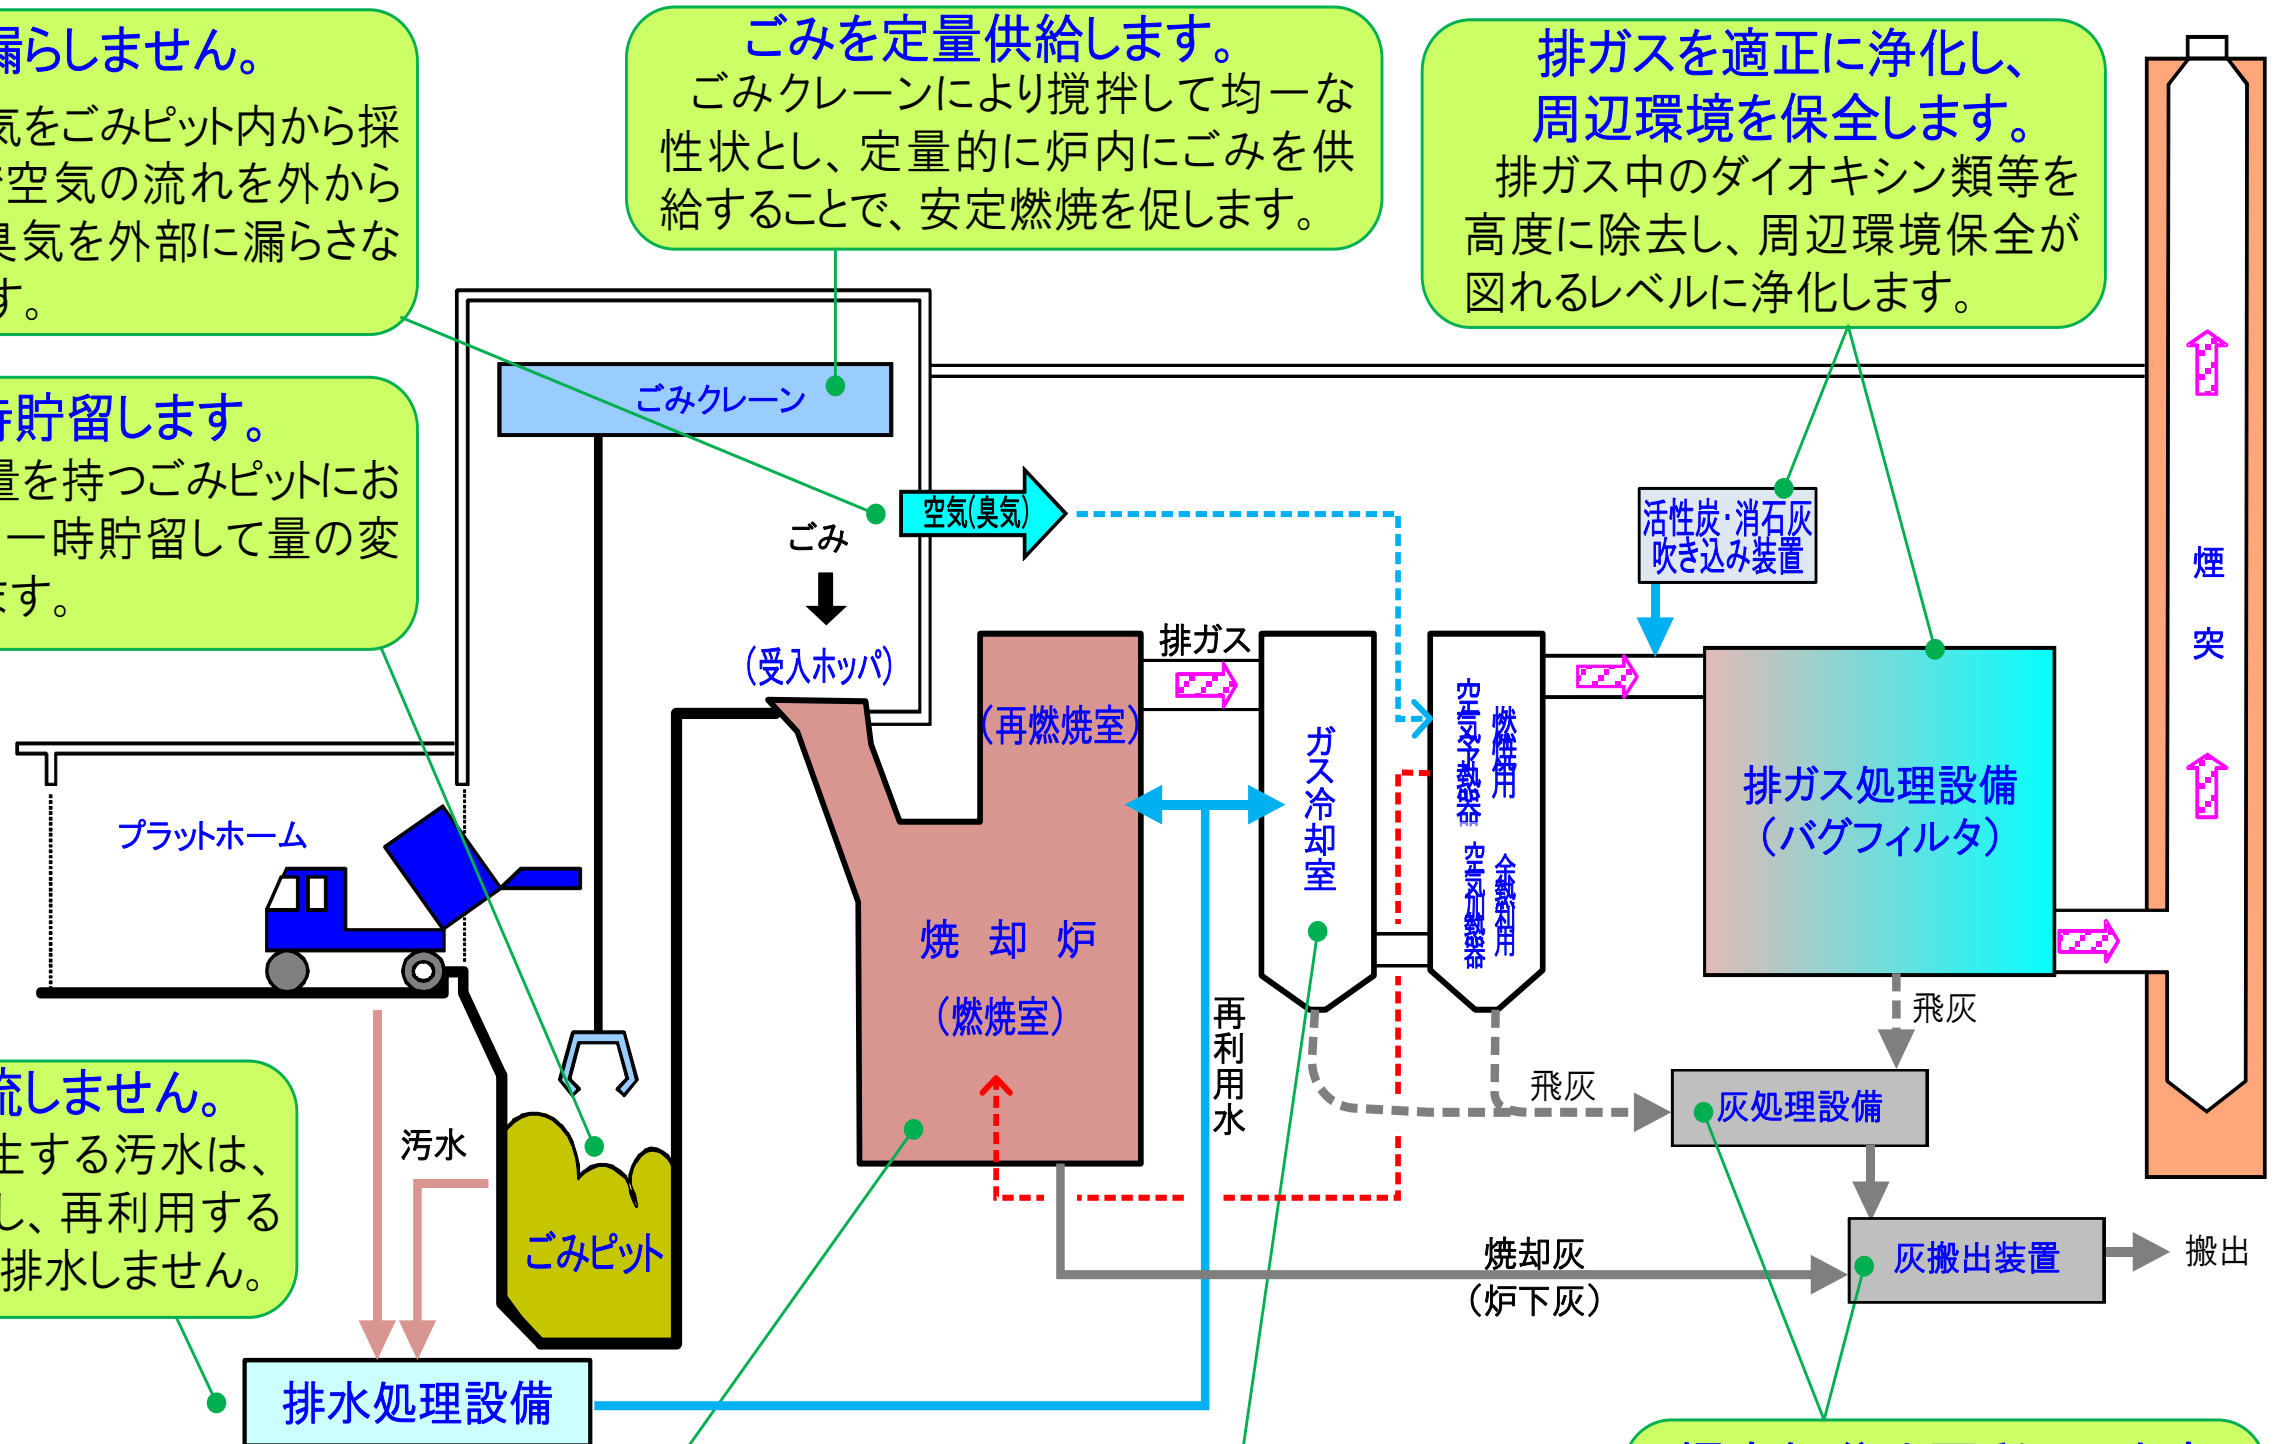 漏らしません。
気をごみピット内から採
空気の流れを外から
臭気を外部に漏らさな
す。
ごみを定量供給します。
ごみクレーンにより撹拌して均一な
性状とし、定量的に炉内にごみを供
給することで、安定燃焼を促します。
排ガスを適正に浄化し、
周辺環境を保全します。
排ガス中のダイオキシン類等を
高度に除去し、周辺環境保全が
図れるレベルに浄化します。
時貯留します。
量を持つごみピットにお
一時貯留して量の変
ます。
ごみクレーン
空気(臭気)
ごみ
(受入ホッパ)
活性炭・消石灰
吹き込み装置
煙突
排ガス
(再燃焼室)
ガス冷却室
燃焼用
空気予熱器
余熱利用
空気加熱器
排ガス処理設備
(バグフィルタ)
プラットホーム
焼却炉
(燃焼室)
再利用水
飛灰
飛灰
灰処理設備
流しません。
生する汚水は、
し、再利用する
排水しません。
汚水
ごみピット
焼却灰
(炉下灰)
灰搬出装置
搬出
排水処理設備